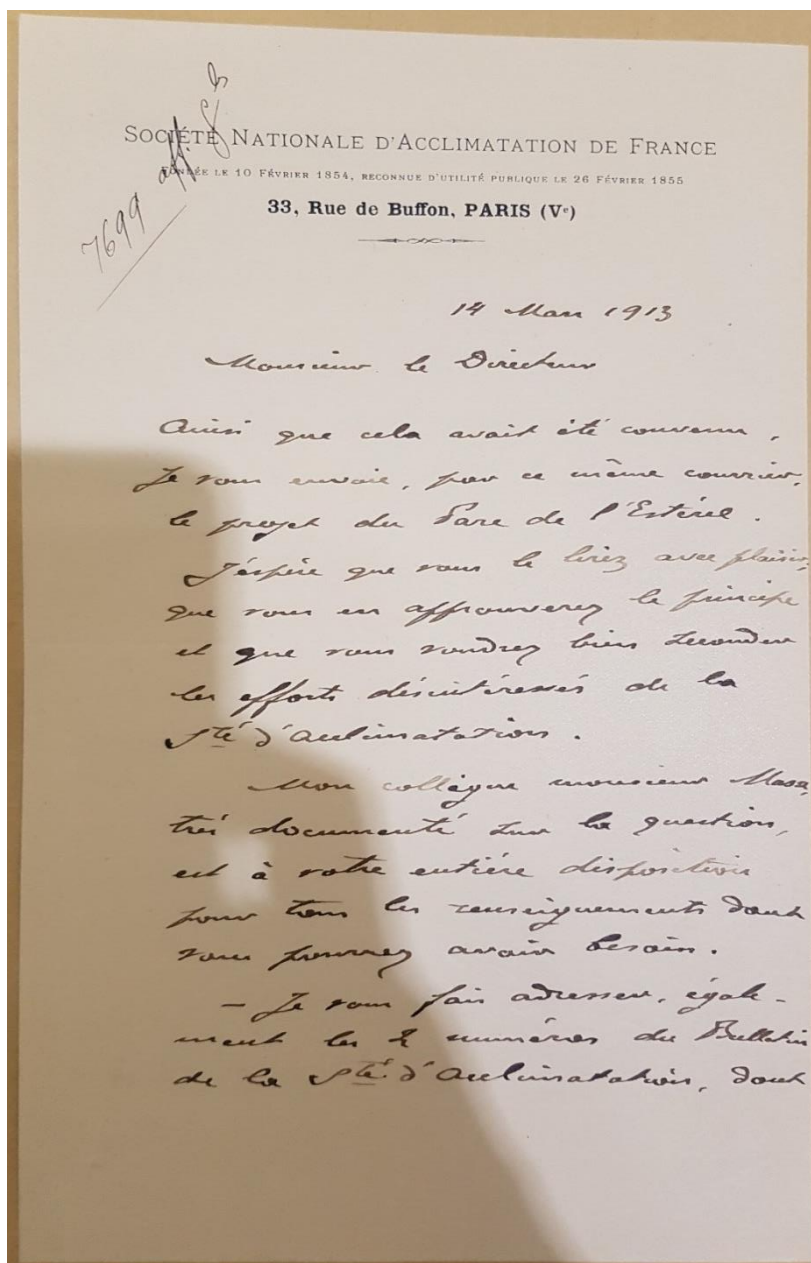 7699 aff. S b
SOCIÉTÉ NATIONALE D'ACCLIMATATION DE FRANCE
FONDÉE LE 10 FÉVRIER 1854, RECONNUE D'UTILITÉ PUBLIQUE LE 26 FÉVRIER 1855
33, Rue de Buffon, PARIS (Ve)
14 Mars 1913
Monsieur le Directeur
Ainsi que cela avait été convenu,
Je vous envoie, par ce même courrier,
le projet du Parc de l'Estérel.
J'espère que vous le lirez avec plaisir,
que vous en approuverez le principe
et que vous voudrez bien seconder
les efforts désintéressés de la
Sté d'Acclimatation.
Mon collègue monsieur
très documenté sur la question,
est à votre entière disposition
pour tous les renseignements dont
vous pourrez avoir besoin.
- Je vous fais adresser, égale-
ment les 2 numéros du Bulletin
de la Sté d'Acclimatation, dont